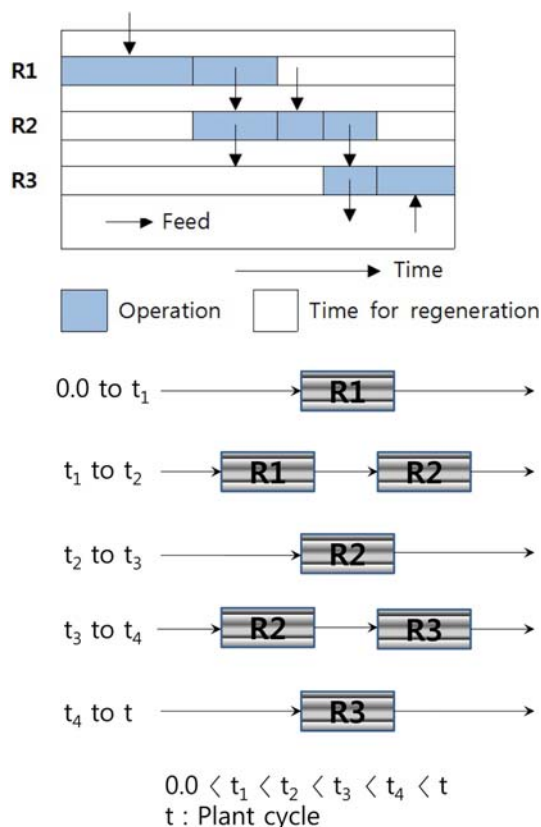 R1
R2
R3
Feed
Time
Operation
Time for regeneration
0.0 to t₁
R1
t₁ to t₂
R1
R2
t₂ to t₃
R2
t₃ to t₄
R2
R3
t₄ to t
R3
0.0 < t₁ < t₂ < t₃ < t₄ < t
t : Plant cycle